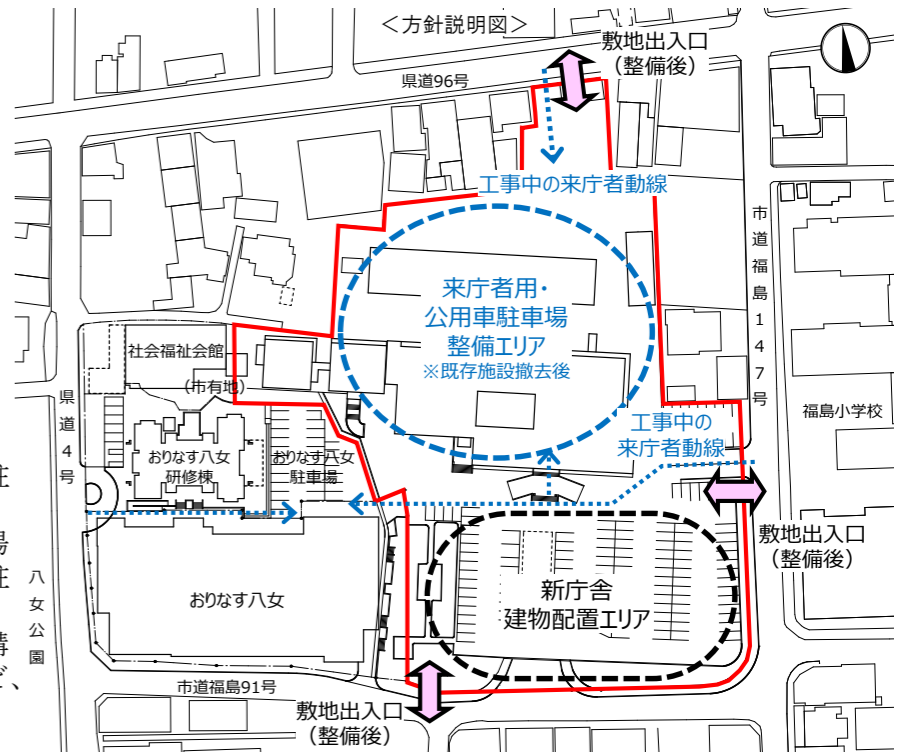 <方針説明図>
敷地出入口
(整備後)
県道96号
工事中の来庁者動線
市道福島147号
来庁者用・
公用車駐車場
整備エリア
※既存施設撤去後
社会福祉会館
(市有地)
県道4号
福島小学校
工事中の
来庁者動線
おりなす八女
研修棟
おりなす八女
駐車場
敷地出入口
(整備後)
新庁舎
建物配置エリア
おりなす八女
八女公園
市道福島91号
敷地出入口
(整備後)